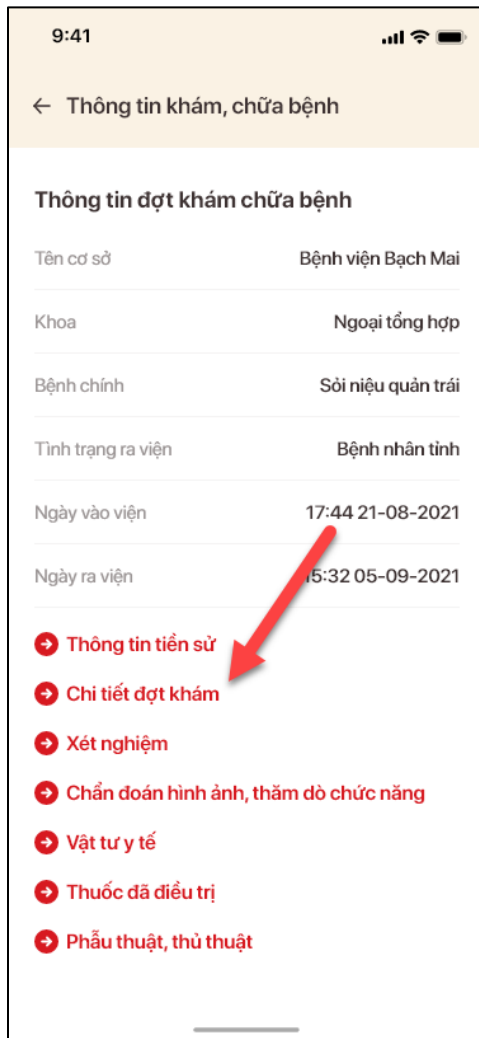 9:41
← Thông tin khám, chữa bệnh
Thông tin đợt khám chữa bệnh
Tên cơ sở Bệnh viện Bạch Mai
Khoa Ngoại tổng hợp
Bệnh chính Sỏi niệu quản trái
Tình trạng ra viện Bệnh nhân tỉnh
Ngày vào viện 17:44 21-08-2021
Ngày ra viện 5:32 05-09-2021
Thông tin tiền sử
Chi tiết đợt khám
Xét nghiệm
Chẩn đoán hình ảnh, thăm dò chức năng
Vật tư y tế
Thuốc đã điều trị
Phẫu thuật, thủ thuật